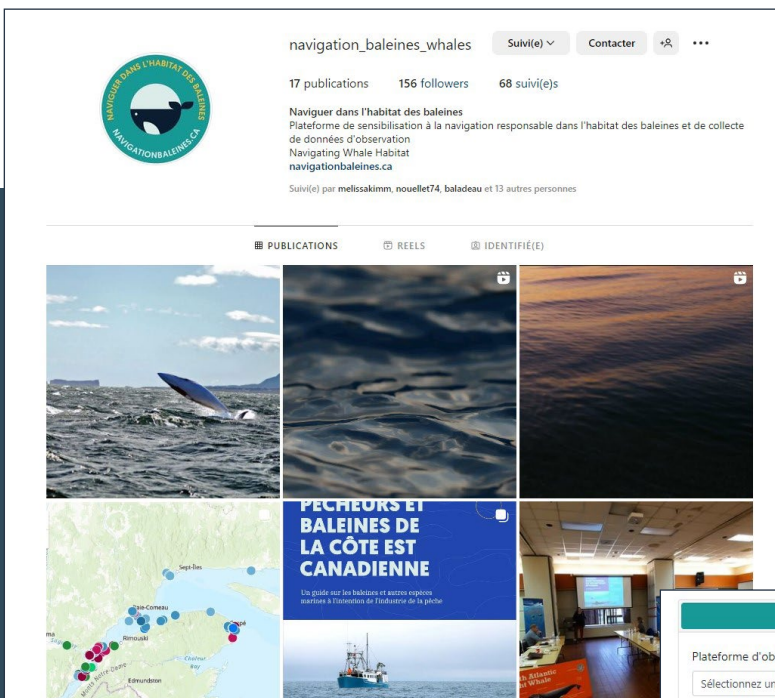 navigation_baleines_whales
Suivi(e)
Contacter
17 publications 156 followers 68 suivi(e)s
Naviguer dans l'habitat des baleines
Plateforme de sensibilisation à la navigation responsable dans l'habitat des baleines et de collecte
de données d'observation
Navigating Whale Habitat
navigationbaleines.ca
Suivi(e) par melissakimm, nouellet74, baladeau et 13 autres personnes
NAVIGUER DANS L'HABITAT DES BALEINES
NAVIGATIONBALEINES.CA
PUBLICATIONS
REELS
IDENTIFIÉ(E)
Sept-Îles
Baie-Comeau
Rimouski
Edmundston
Chaleur
Bay
PÊCHEURS ET
BALEINES DE
LA CÔTE EST
CANADIENNE
Un guide sur les baleines et autres espèces
marines à l'intention de l'industrie de la pêche
Plateforme d'ob
Sélectionnez un